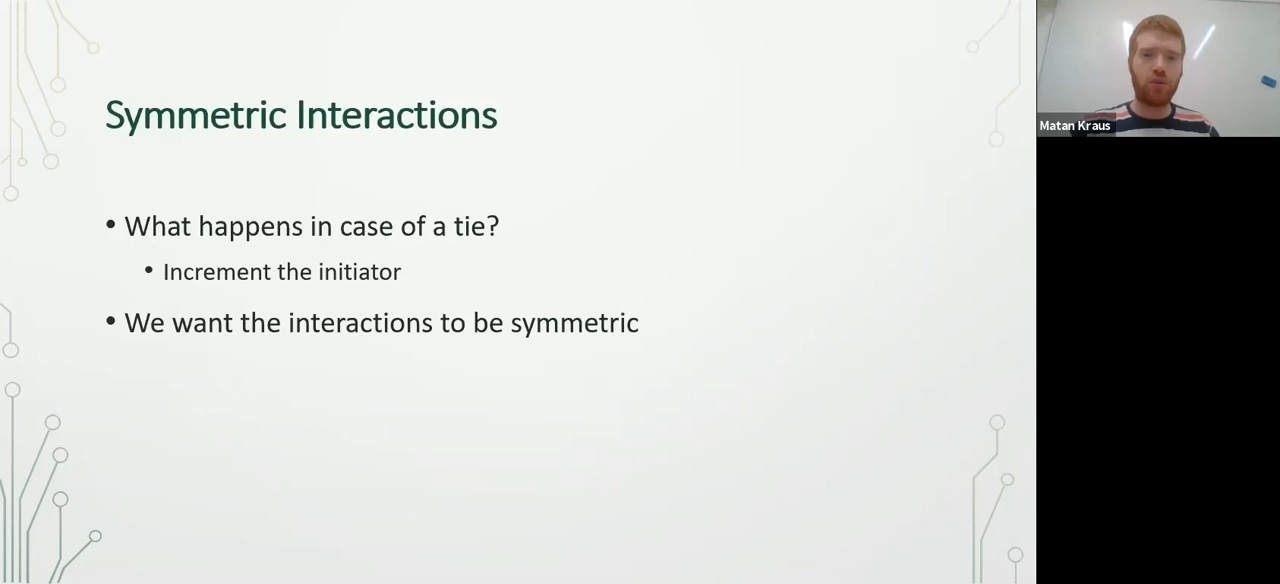 Symmetric Interactions
• What happens in case of a tie?
• Increment the initiator
• We want the interactions to be symmetric
Matan Kraus